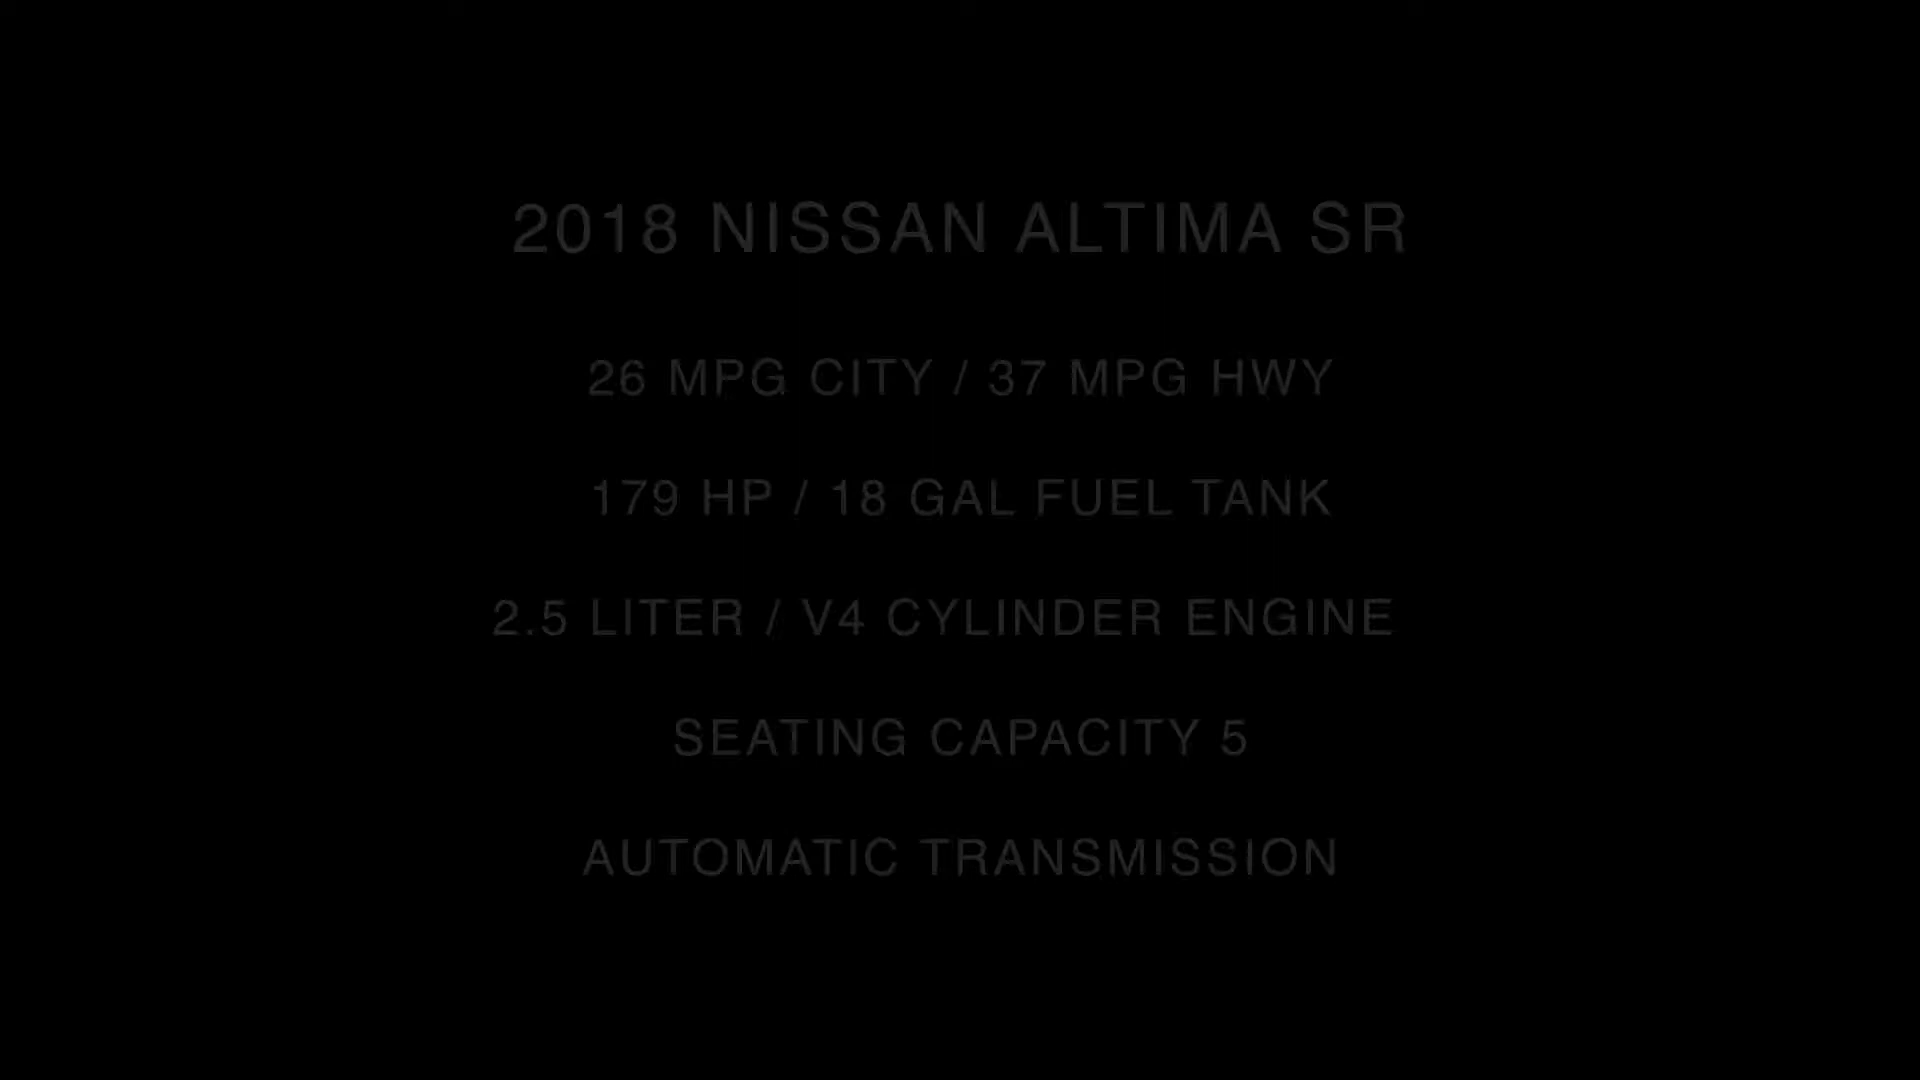 2018 NISSAN ALTIMA SR
26 MPG CITY / 37 MPG HWY
179 HP / 18 GAL FUEL TANK
2.5 LITER / V4 CYLINDER ENGINE
SEATING CAPACITY 5
AUTOMATIC TRANSMISSION